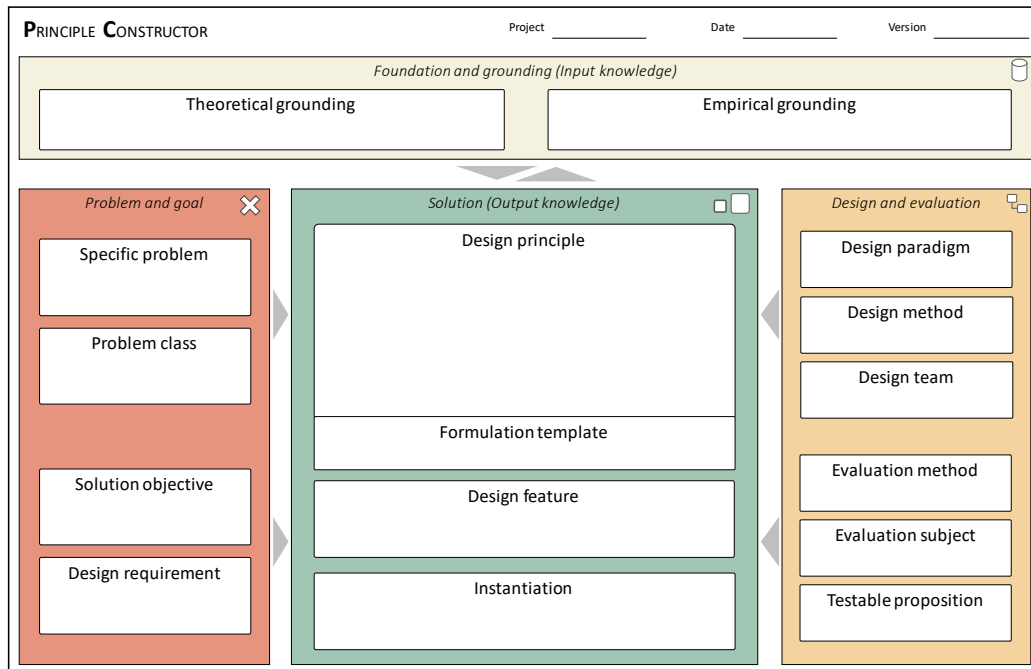 PRINCIPLE CONSTRUCTOR
Project
Date
Version
Foundation and grounding (Input knowledge)
Theoretical grounding
Empirical grounding
Problem and goal
Specific problem
Problem class
Solution objective
Design requirement
Solution (Output knowledge)
Design principle
Formulation template
Design feature
Instantiation
Design and evaluation
Design paradigm
Design method
Design team
Evaluation method
Evaluation subject
Testable proposition